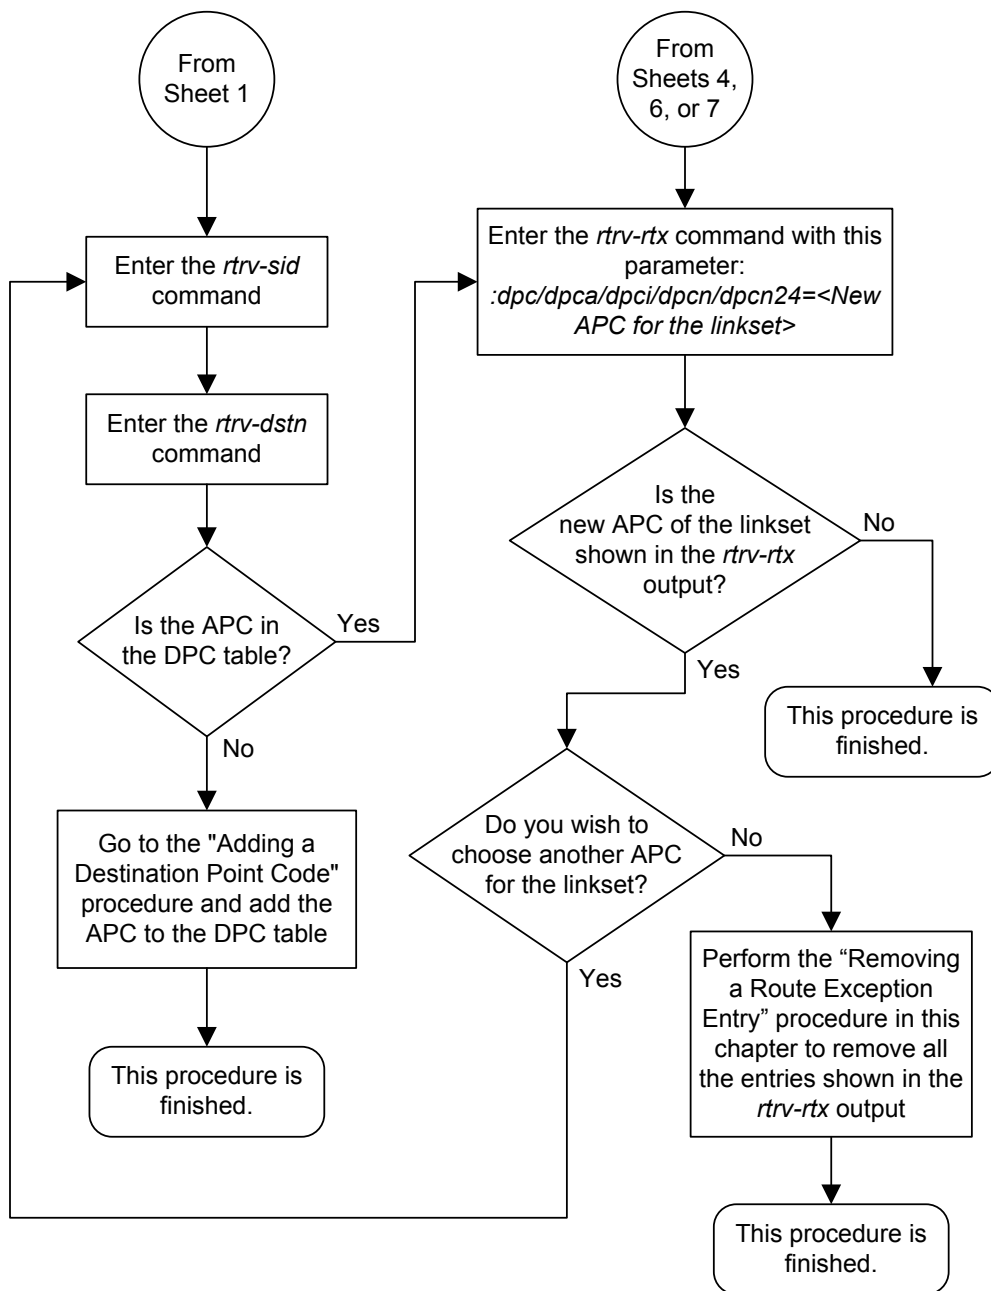 From
Sheet 1
Enter the rtrv-sid
command
Enter the rtrv-dstn
command
Is the APC in
the DPC table?
Yes
No
Go to the "Adding a
Destination Point Code"
procedure and add the
APC to the DPC table
This procedure is
finished.
From
Sheets 4,
6, or 7
Enter the rtrv-rtx command with this
parameter:
:dpc/dpca/dpci/dpcn/dpcn24=<New
APC for the linkset>
Is the
new APC of the linkset
shown in the rtrv-rtx
output?
No
This procedure is
finished.
Yes
Do you wish to
choose another APC
for the linkset?
No
Yes
Perform the “Removing
a Route Exception
Entry” procedure in this
chapter to remove all
the entries shown in the
rtrv-rtx output
This procedure is
finished.